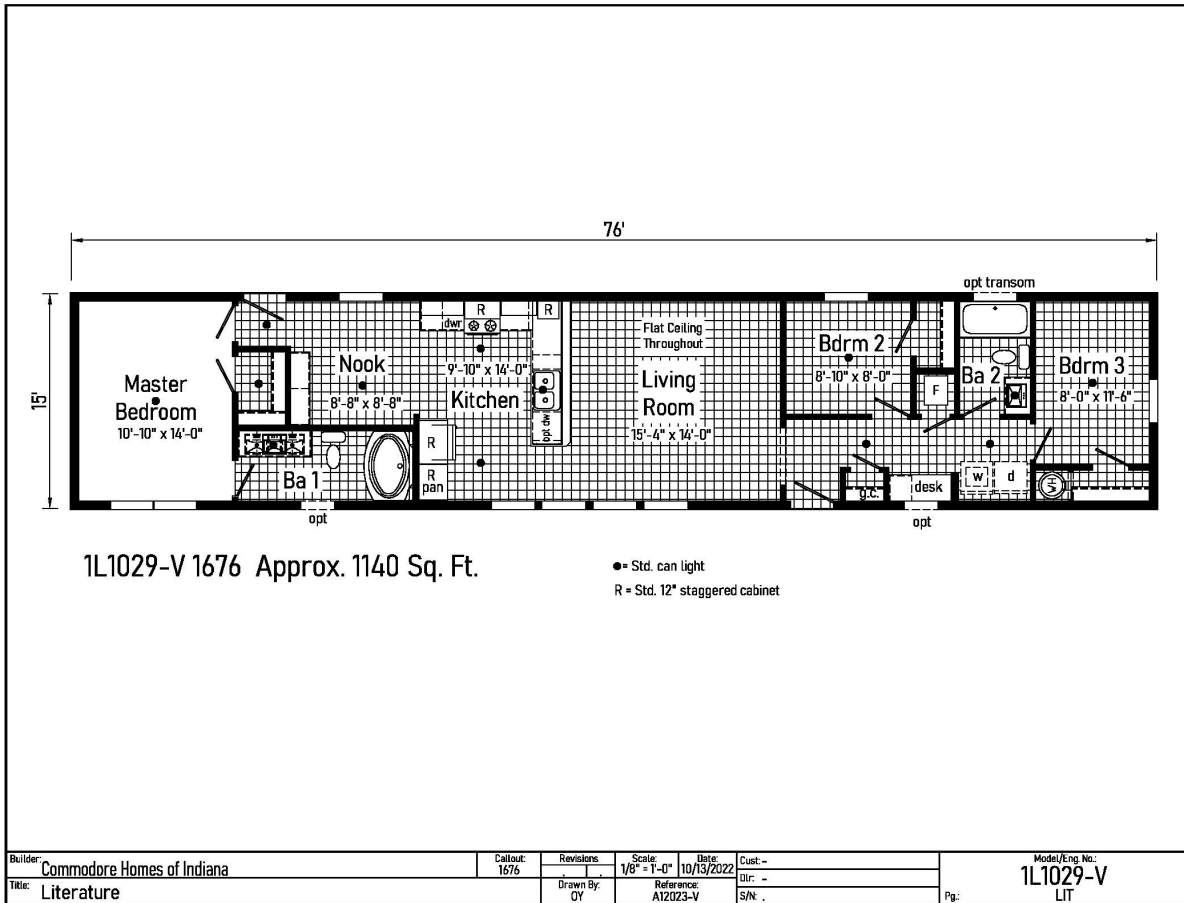 76'
15'
opt transom
R
R
dwr
Flat Ceiling
Throughout
Nook
8'-8" x 8'-8"
9'-10" x 14'-0"
Kitchen
Living
Room
15'-4" x 14'-0"
Bdrm 2
8'-10" x 8'-0"
F
Ba 2
Bdrm 3
8'-0" x 11'-6"
Master
Bedroom
10'-10" x 14'-0"
opt dw
Ba 1
R
R
pan
g.c.
desk
w
d
WH
opt
opt
1L1029-V 1676 Approx. 1140 Sq. Ft.
●= Std. can light
R = Std. 12" staggered cabinet
Builder: Commodore Homes of Indiana
Title: Literature
Callout:
1676
Revisions
Drawn By:
OY
Scale:
1/8" = 1'-0"
Date:
10/13/2022
Reference:
A12023-V
Cust: -
Dlr: -
S/N: .
Model/Eng. No.:
1L1029-V
Pg.: LIT